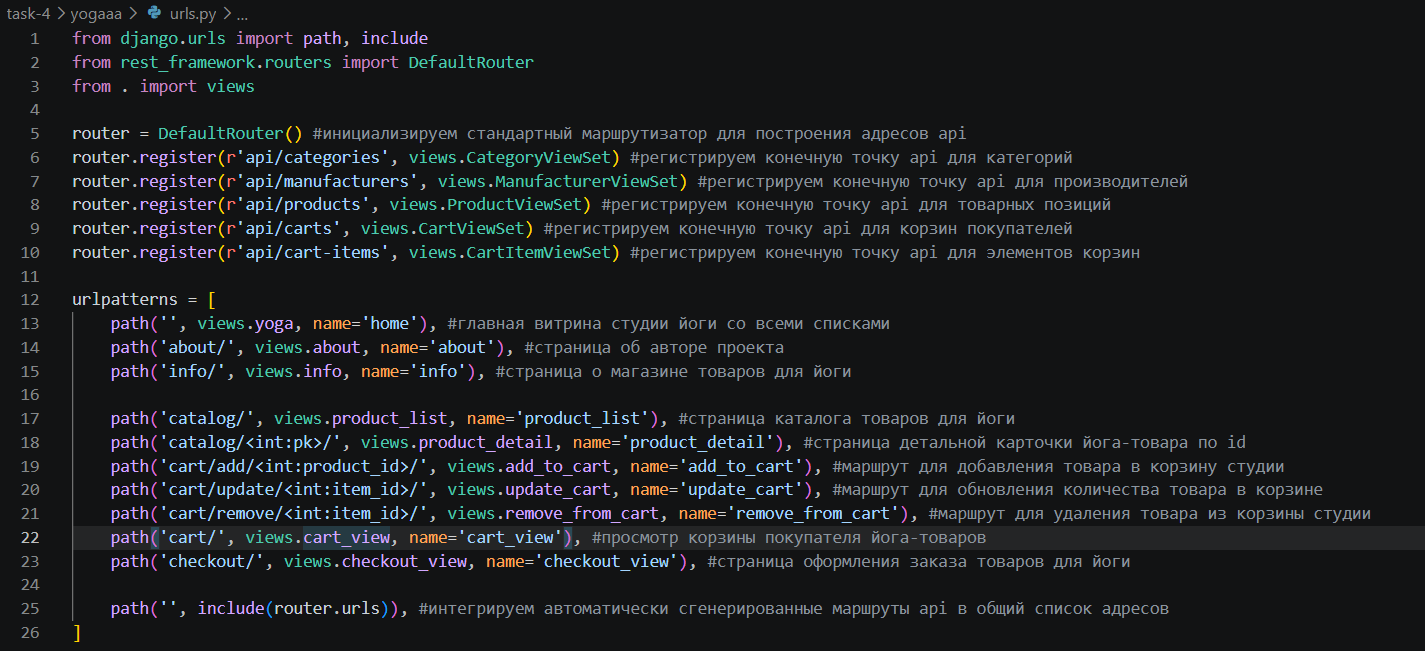 task-4 > yogaaa > urls.py > ...
1 from django.urls import path, include
2 from rest_framework.routers import DefaultRouter
3 from . import views
4
5 router = DefaultRouter() #инициализируем стандартный маршрутизатор для построения адресов api
6 router.register(r'api/categories', views.CategoryViewSet) #регистрируем конечную точку api для категорий
7 router.register(r'api/manufacturers', views.ManufacturerViewSet) #регистрируем конечную точку api для производителей
8 router.register(r'api/products', views.ProductViewSet) #регистрируем конечную точку api для товарных позиций
9 router.register(r'api/carts', views.CartViewSet) #регистрируем конечную точку api для корзин покупателей
10 router.register(r'api/cart-items', views.CartItemViewSet) #регистрируем конечную точку api для элементов корзин
11
12 urlpatterns = [
13     path('', views.yoga, name='home'), #главная витрина студии йоги со всеми списками
14     path('about/', views.about, name='about'), #страница об авторе проекта
15     path('info/', views.info, name='info'), #страница о магазине товаров для йоги
16
17     path('catalog/', views.product_list, name='product_list'), #страница каталога товаров для йоги
18     path('catalog/<int:pk>/', views.product_detail, name='product_detail'), #страница детальной карточки йога-товара по id
19     path('cart/add/<int:product_id>/', views.add_to_cart, name='add_to_cart'), #маршрут для добавления товара в корзину студии
20     path('cart/update/<int:item_id>/', views.update_cart, name='update_cart'), #маршрут для обновления количества товара в корзине
21     path('cart/remove/<int:item_id>/', views.remove_from_cart, name='remove_from_cart'), #маршрут для удаления товара из корзины студии
22     path('cart/', views.cart_view, name='cart_view'), #просмотр корзины покупателя йога-товаров
23     path('checkout/', views.checkout_view, name='checkout_view'), #страница оформления заказа товаров для йоги
24
25     path('', include(router.urls)), #интегрируем автоматически сгенерированные маршруты api в общий список адресов
26 ]